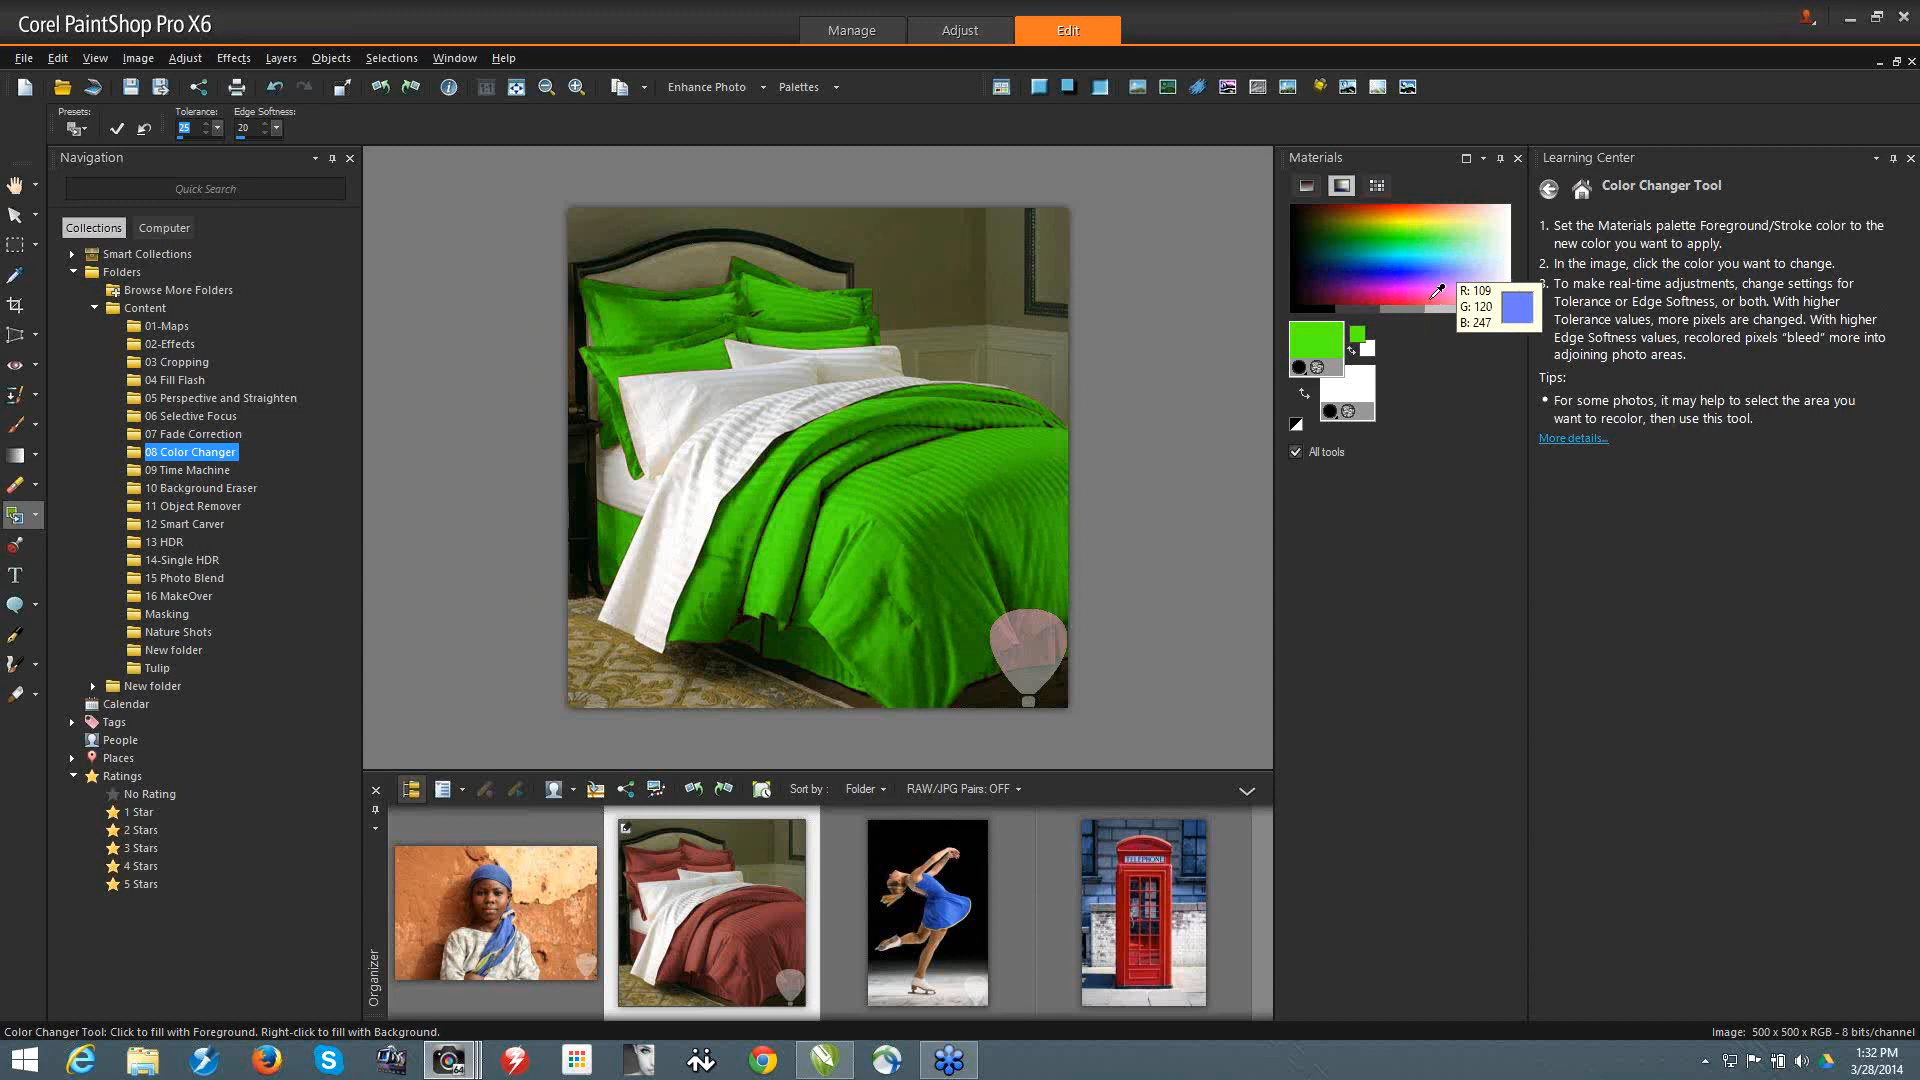 Corel PaintShop Pro X6
Manage
Adjust
Edit
File Edit View Image Adjust Effects Layers Objects Selections Window Help
Enhance Photo
Palettes
Presets:
Tolerance:
25
Edge Softness:
20
Navigation
Quick Search
Collections
Computer
Smart Collections
Folders
Browse More Folders
Content
01-Maps
02-Effects
03 Cropping
04 Fill Flash
05 Perspective and Straighten
06 Selective Focus
07 Fade Correction
08 Color Changer
09 Time Machine
10 Background Eraser
11 Object Remover
12 Smart Carver
13 HDR
14-Single HDR
15 Photo Blend
16 MakeOver
Masking
Nature Shots
New folder
Tulip
New folder
Calendar
Tags
People
Places
Ratings
No Rating
1 Star
2 Stars
3 Stars
4 Stars
5 Stars
Materials
R: 109
G: 120
B: 247
All tools
Learning Center
Color Changer Tool
1. Set the Materials palette Foreground/Stroke color to the
new color you want to apply.
2. In the image, click the color you want to change.
3. To make real-time adjustments, change settings for
Tolerance or Edge Softness, or both. With higher
Tolerance values, more pixels are changed. With higher
Edge Softness values, recolored pixels “bleed” more into
adjoining photo areas.
Tips:
• For some photos, it may help to select the area you
want to recolor, then use this tool.
More details...
Organizer
Sort by :
Folder
RAW/JPG Pairs: OFF
TELEPHONE
Color Changer Tool: Click to fill with Foreground. Right-click to fill with Background.
Image: 500 x 500 x RGB - 8 bits/channel
64
1:32 PM
3/28/2014